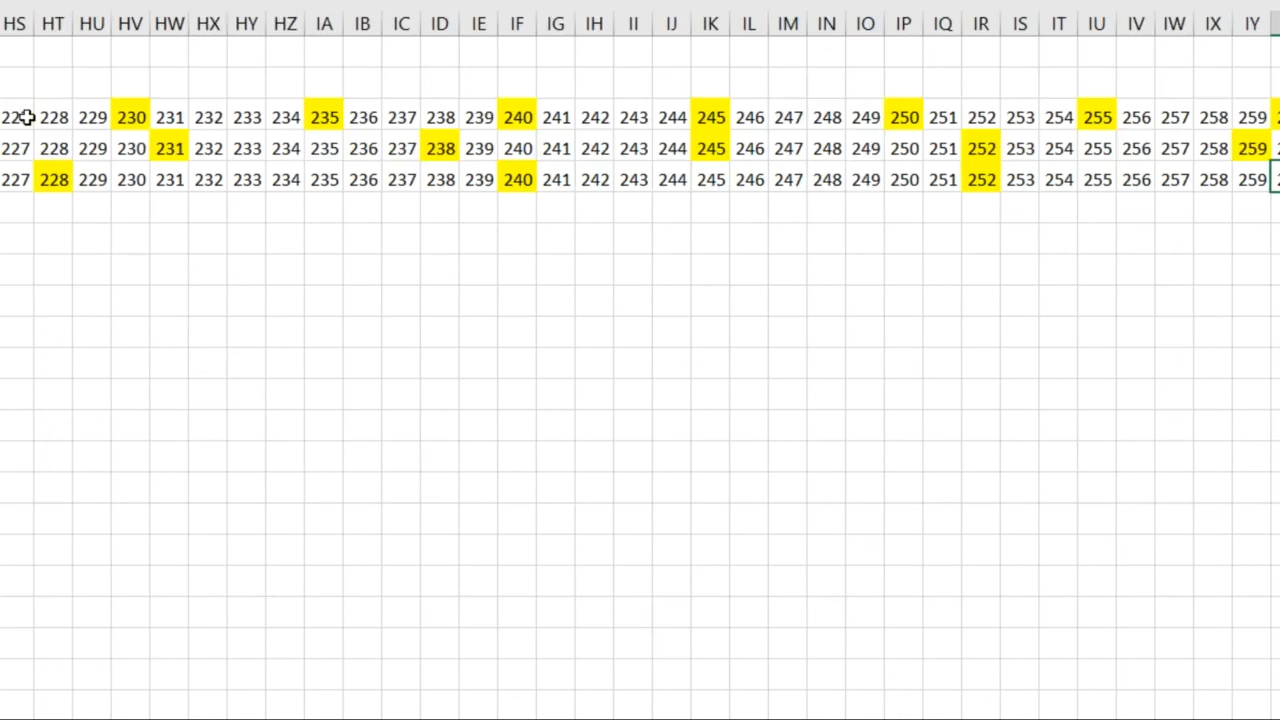 HS HT HU HV HW HX HY HZ IA IB IC ID IE IF IG IH II IJ IK IL IM IN IO IP IQ IR IS IT IU IV IW IX IY
228 229 230 231 232 233 234 235 236 237 238 239 240 241 242 243 244 245 246 247 248 249 250 251 252 253 254 255 256 257 258 259
227 228 229 230 231 232 233 234 235 236 237 238 239 240 241 242 243 244 245 246 247 248 249 250 251 252 253 254 255 256 257 258 259
227 228 229 230 231 232 233 234 235 236 237 238 239 240 241 242 243 244 245 246 247 248 249 250 251 252 253 254 255 256 257 258 259